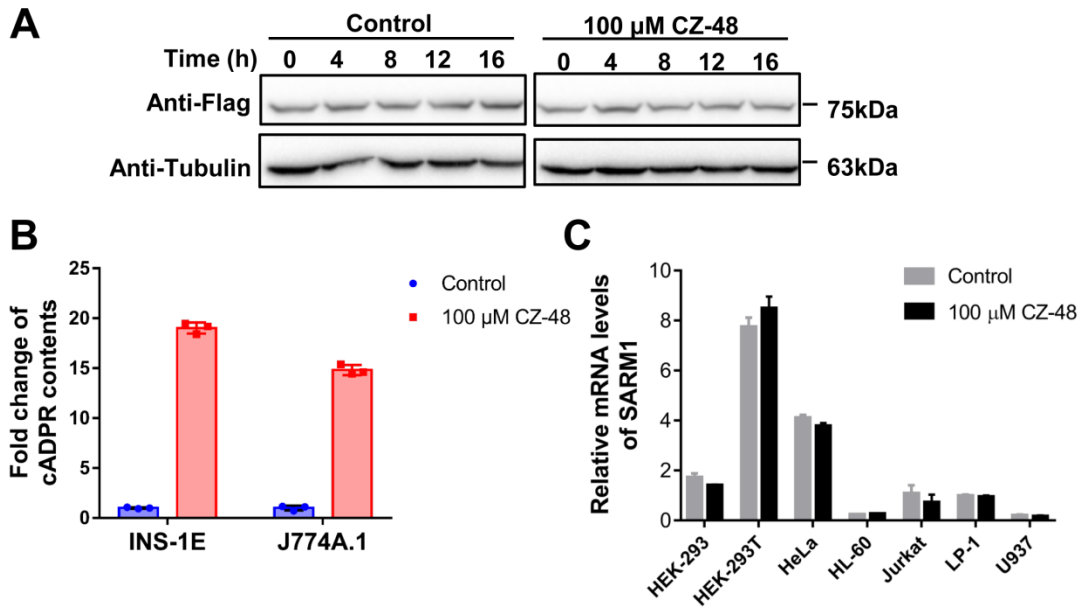 A
Control
100 µM CZ-48
Time (h) 0 4 8 12 16 0 4 8 12 16
Anti-Flag
75kDa
Anti-Tubulin
63kDa
B
Fold change of
cADPR contents
25
20
15
10
5
0
INS-1E J774A.1
Control
100 µM CZ-48
C
Relative mRNA levels
of SARM1
10
8
6
4
2
0
HEK-293 HEK-293T HeLa HL-60 Jurkat LP-1 U937
Control
100 µM CZ-48